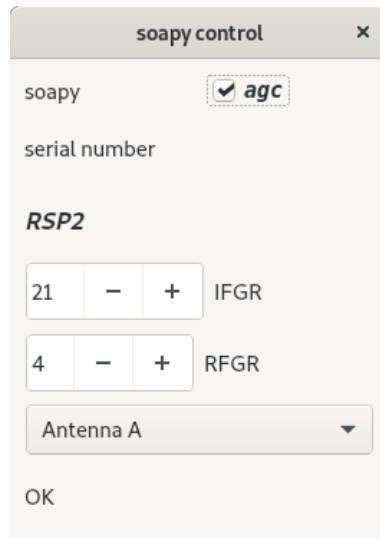 soapy control ×
soapy agc
serial number
RSP2
21 − + IFGR
4 − + RFGR
Antenna A
OK